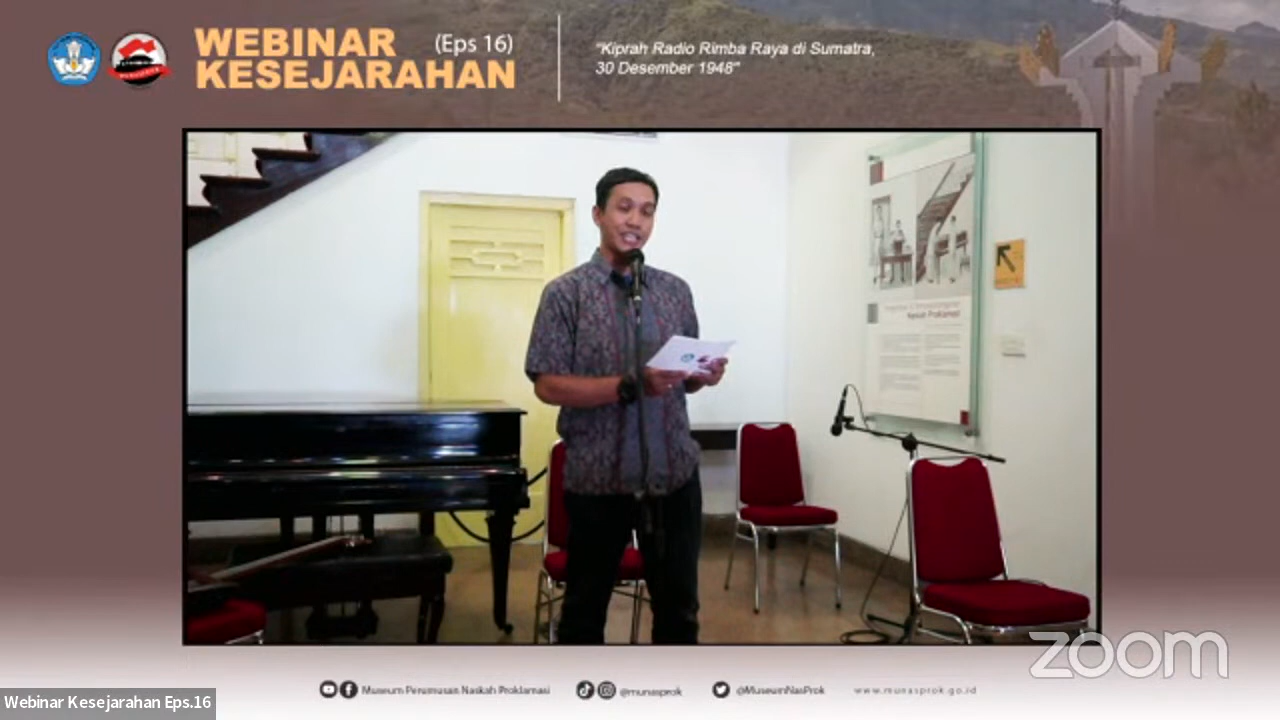 WEBINAR (Eps 16)
KESEJARAHAN
"Kiprah Radio Rimba Raya di Sumatra,
30 Desember 1948"
Naskah Proklamasi
zoom
Museum Perumusan Naskah Proklamasi
@munasprok
@MuseumNasProk
www.munasprok.go.id
Webinar Kesejarahan Eps.16